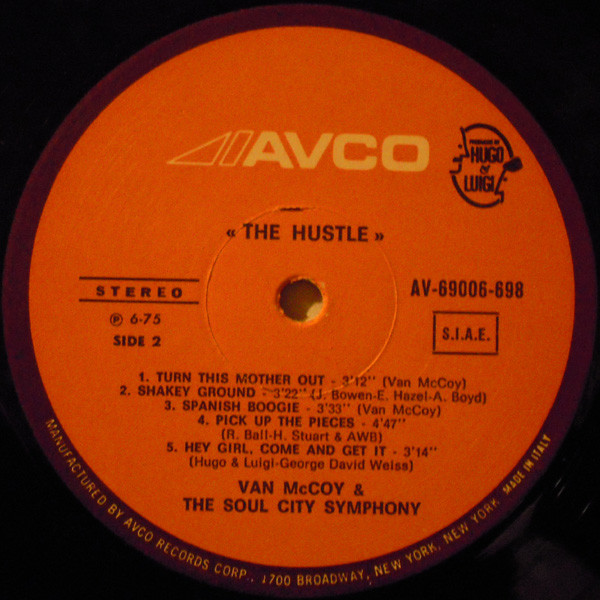 AVCO
PRODUCED BY
HUGO
&
LUIGI
« THE HUSTLE »
STEREO
℗ 6-75
SIDE 2
AV-69006-698
S.I.A.E.
1. TURN THIS MOTHER OUT - 3'12" (Van McCoy)
2. SHAKEY GROUND - 3'22" (J. Bowen-E. Hazel-A. Boyd)
3. SPANISH BOOGIE - 3'33" (Van McCoy)
4. PICK UP THE PIECES - 4'47"
(R. Ball-H. Stuart & AWB)
5. HEY GIRL, COME AND GET IT - 3'14"
(Hugo & Luigi-George David Weiss)
VAN McCOY &
THE SOUL CITY SYMPHONY
MANUFACTURED BY AVCO RECORDS CORP., 1700 BROADWAY, NEW YORK, NEW YORK MADE IN ITALY